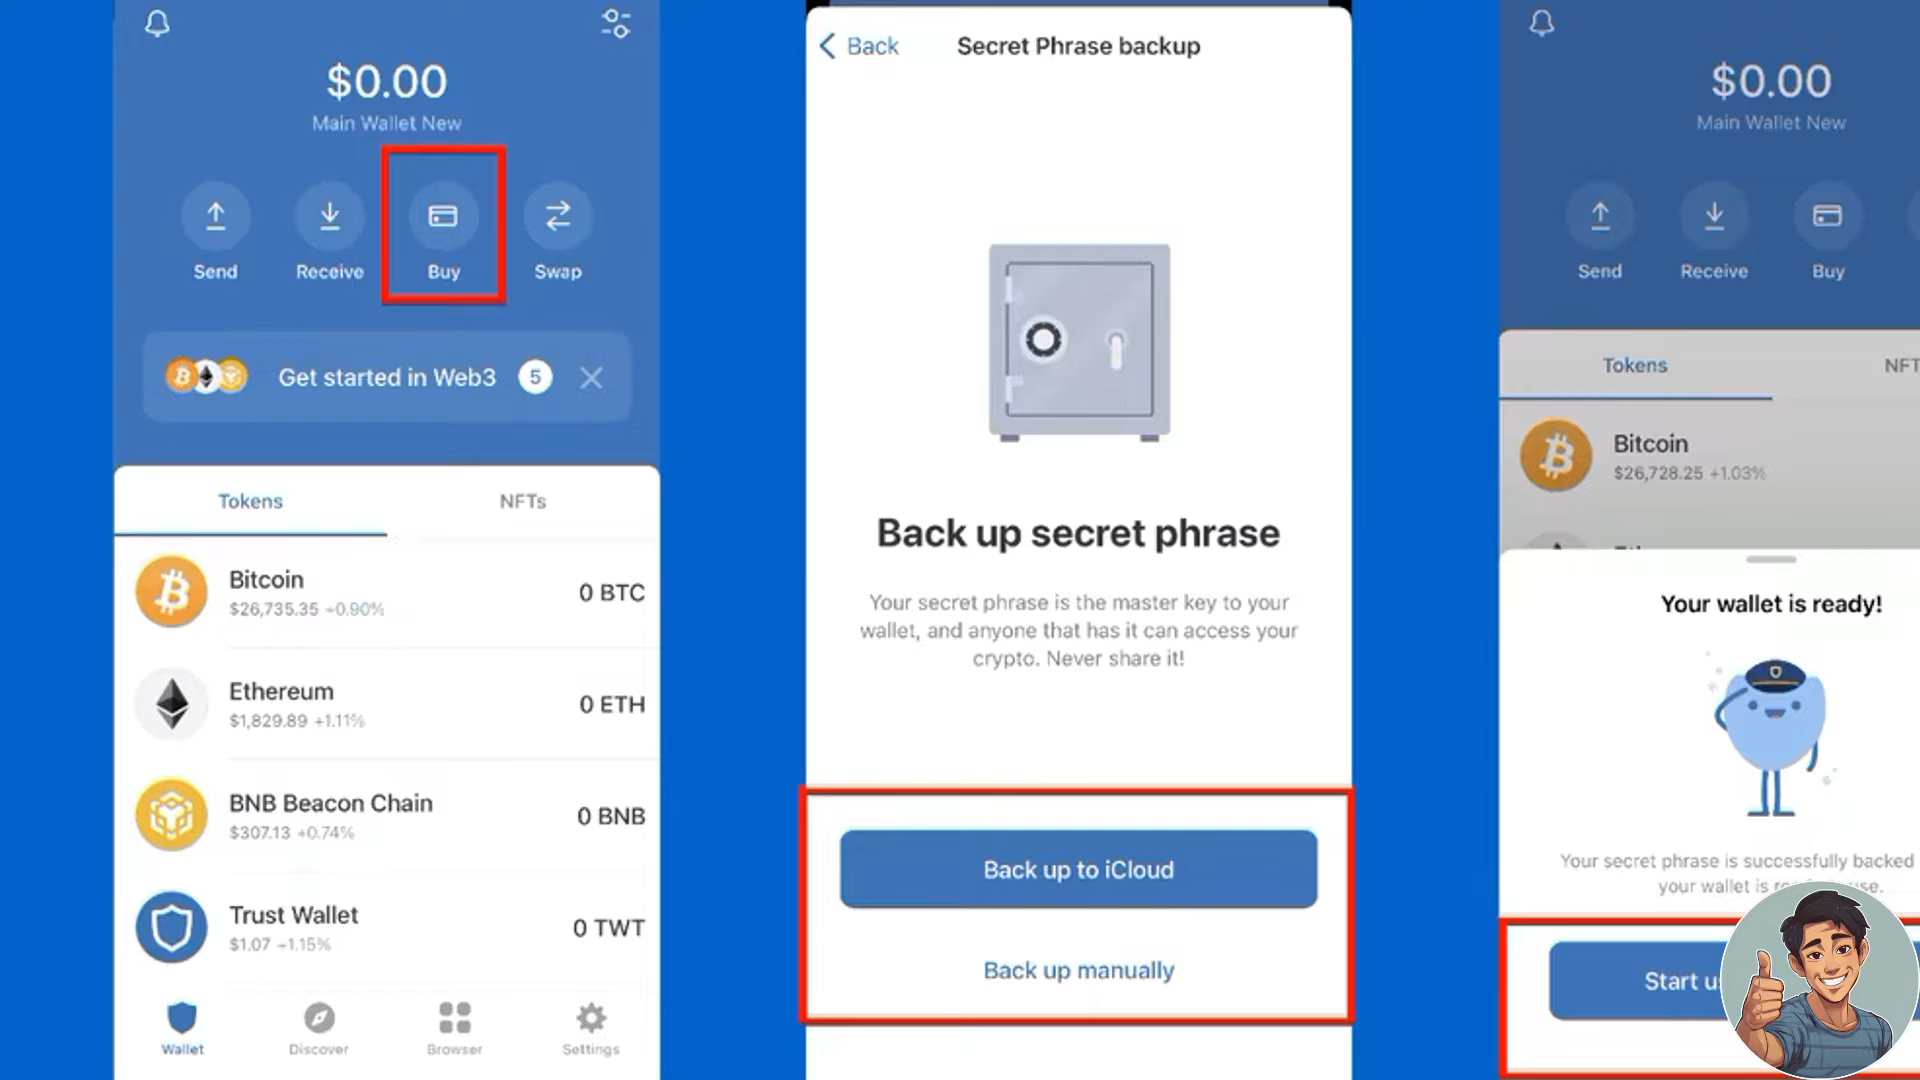 $0.00
Main Wallet New
Send
Receive
Buy
Swap
Get started in Web3
5
Tokens
NFTs
Bitcoin
$26,735.35 +0.90%
0 BTC
Ethereum
$1,829.89 +1.11%
0 ETH
BNB Beacon Chain
$307.13 +0.74%
0 BNB
Trust Wallet
$1.07 -1.15%
0 TWT
Wallet
Discover
Browser
Settings
Back
Secret Phrase backup
Back up secret phrase
Your secret phrase is the master key to your
wallet, and anyone that has it can access your
crypto. Never share it!
Back up to iCloud
Back up manually
$0.00
Main Wallet New
Send
Receive
Buy
Tokens
NFT
Bitcoin
$26,728.25 +1.03%
Your wallet is ready!
Your secret phrase is successfully backed
your wallet is
Start